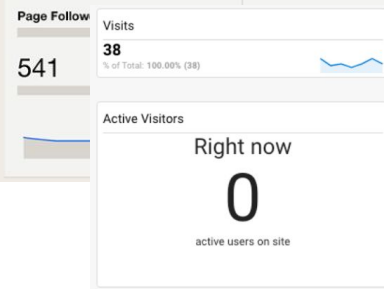 Page Follow
541
Visits
38
% of Total: 100.00% (38)
Active Visitors
Right now
0
active users on site